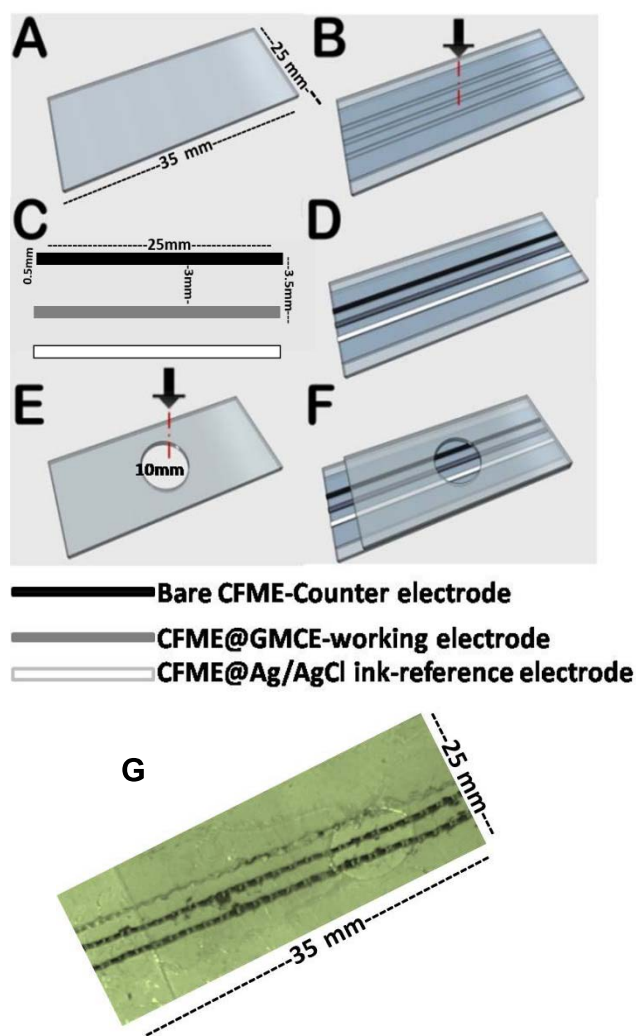 A
25 mm
35 mm
B
C
25mm
0.5mm
3mm
3.5mm
D
E
10mm
F
Bare CFME-Counter electrode
CFME@GMCE-working electrode
CFME@Ag/AgCl ink-reference electrode
G
25 mm
35 mm